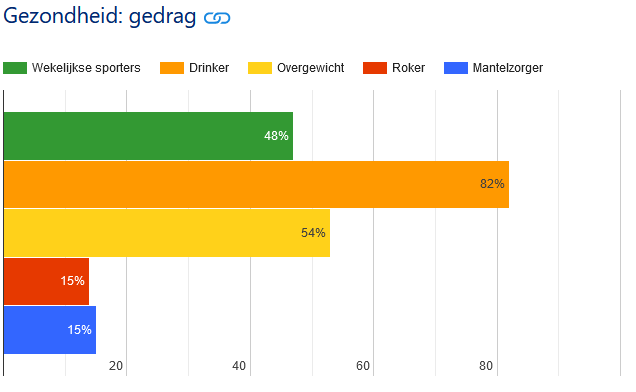 Gezondheid: gedrag
Wekelijkse sporters Drinker Overgewicht Roker Mantelzorger
48%
82%
54%
15%
15%
20 40 60 80